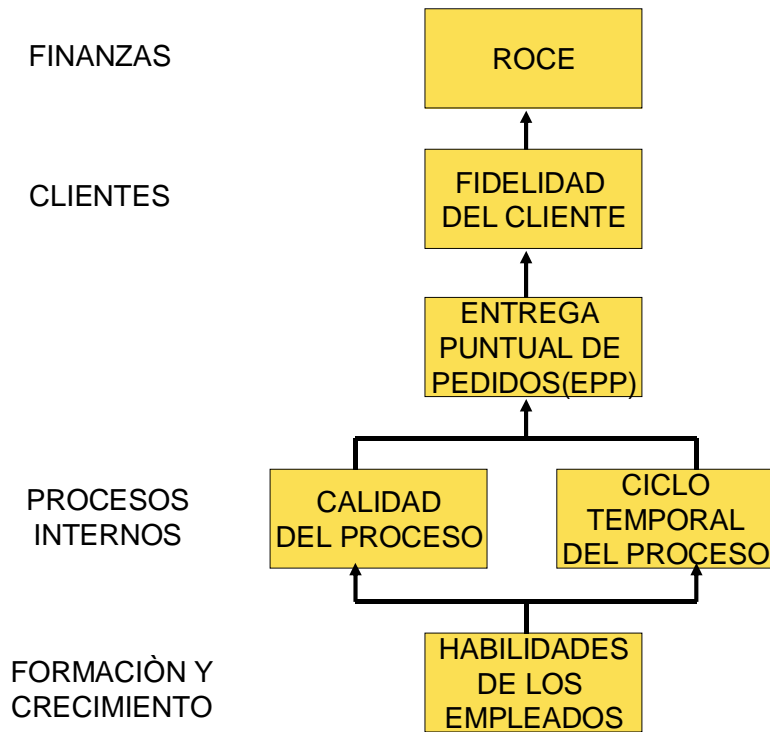 FINANZAS
ROCE
CLIENTES
FIDELIDAD
DEL CLIENTE
ENTREGA
PUNTUAL DE
PEDIDOS(EPP)
PROCESOS
INTERNOS
CALIDAD
DEL PROCESO
CICLO
TEMPORAL
DEL PROCESO
FORMACIÒN Y
CRECIMIENTO
HABILIDADES
DE LOS
EMPLEADOS